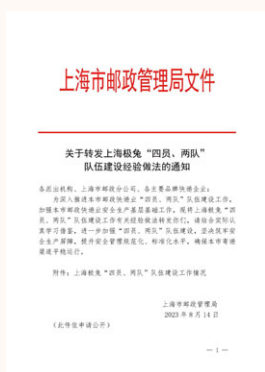 上海市邮政管理局文件
关于转发上海极兔“四员、两队”
队伍建设经验做法的通知
各派出机构、上海市邮政分公司、各主要品牌快递企业：
为深入推进本市邮政快递业“四员、两队”队伍建设工作，
加强本市邮政快递业安全生产基层基础工作，现将上海极兔“四
员、两队”队伍建设工作有关经验做法转发你们，请结合实际认
真学习借鉴，进一步加强“四员、两队”队伍建设，坚决筑牢安
全生产屏障，提升安全管理规范化、标准化水平，确保本市寄递
渠道平稳运行。
附件：上海极兔“四员、两队”队伍建设工作情况
上海市邮政管理局
2023 年 8 月 14 日
（此件依申请公开）
— 1 —